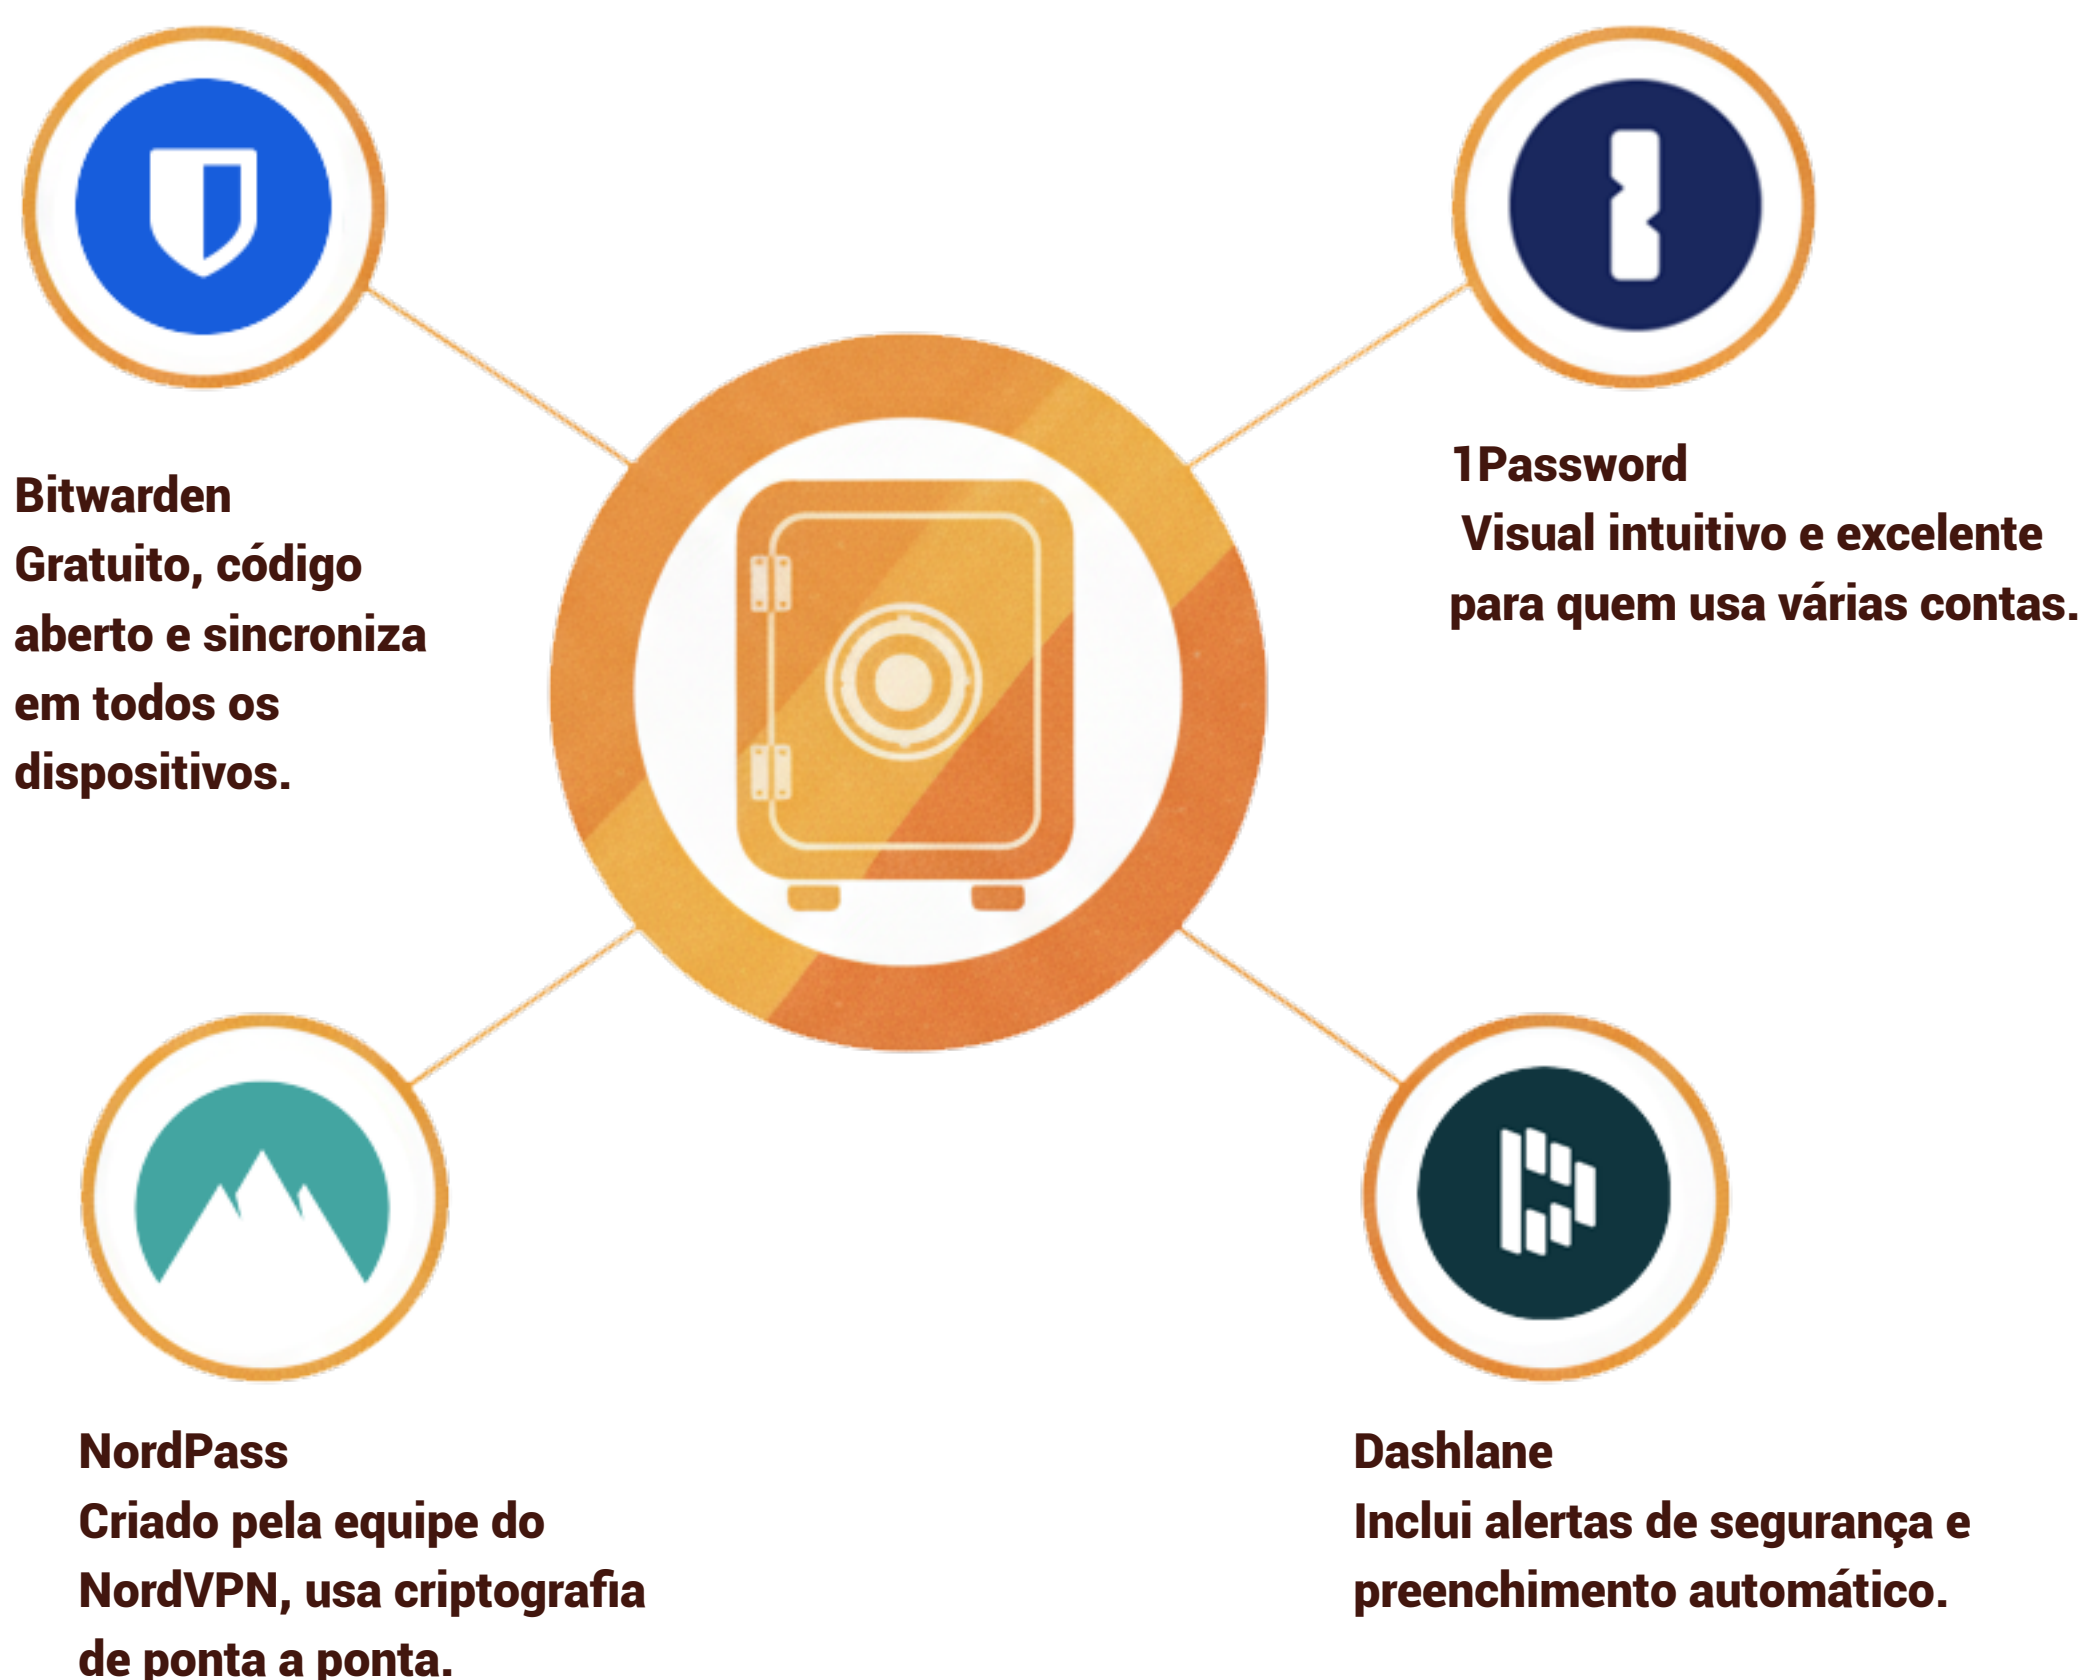 Bitwarden
Gratuito, código
aberto e sincroniza
em todos os
dispositivos.
1Password
Visual intuitivo e excelente
para quem usa várias contas.
NordPass
Criado pela equipe do
NordVPN, usa criptografia
de ponta a ponta.
Dashlane
Inclui alertas de segurança e
preenchimento automático.